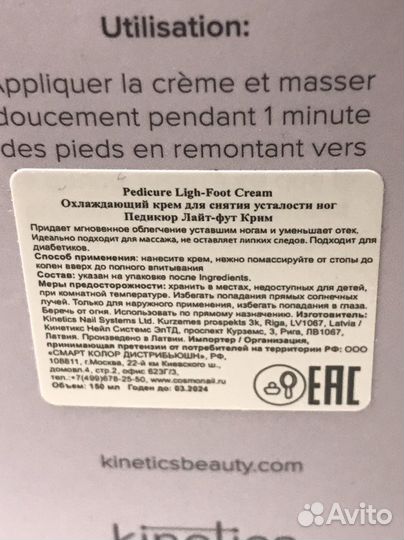 Utilisation:
Appliquer la crème et masser
doucement pendant 1 minute
des pieds en remontant vers
Pedicure Ligh-Foot Cream
Охлаждающий крем для снятия усталости ног
Педикюр Лайт-фут Крим
Придает мгновенное облегчение уставшим ногам и уменьшает отек.
Идеально подходит для массажа, не оставляет липких следов. Подходит для
диабетиков.
Способ применения: нанесите крем, нежно помассируйте от стопы до
колен вверх до полного впитывания
Состав: указан на упаковке после Ingredients.
Меры предосторожности: хранить в местах, недоступных для детей,
при комнатной температуре. Избегать попадания прямых солнечных
лучей. Только для наружного применения, избегать попадания в глаза.
Беречь от огня. Использовать по прямому назначению. Изготовитель:
Kinetics Nail Systems Ltd. Kurzemes prospekts 3k, Riga, LV1067, Latvia /
Кинетикс Нейл Системс ЭлТД, проспект Курземс, 3, Рига, ЛВ1067,
Латвия. Произведено в Латвии. Импортер / Организация,
принимающая претензии от потребителей на территории РФ: ООО
«СМАРТ КОЛОР ДИСТРИБЬЮШН», РФ,
108811, г.Москва, 22-й км Киевского ш.,
домовл.4, стр.2, офис 623Г/3,
тел.:+7(499)678-25-50, www.cosmonail.ru
Объем: 150 мл Годен до: 03.2024
EAC
kineticsbeauty.com
kinetics
Avito